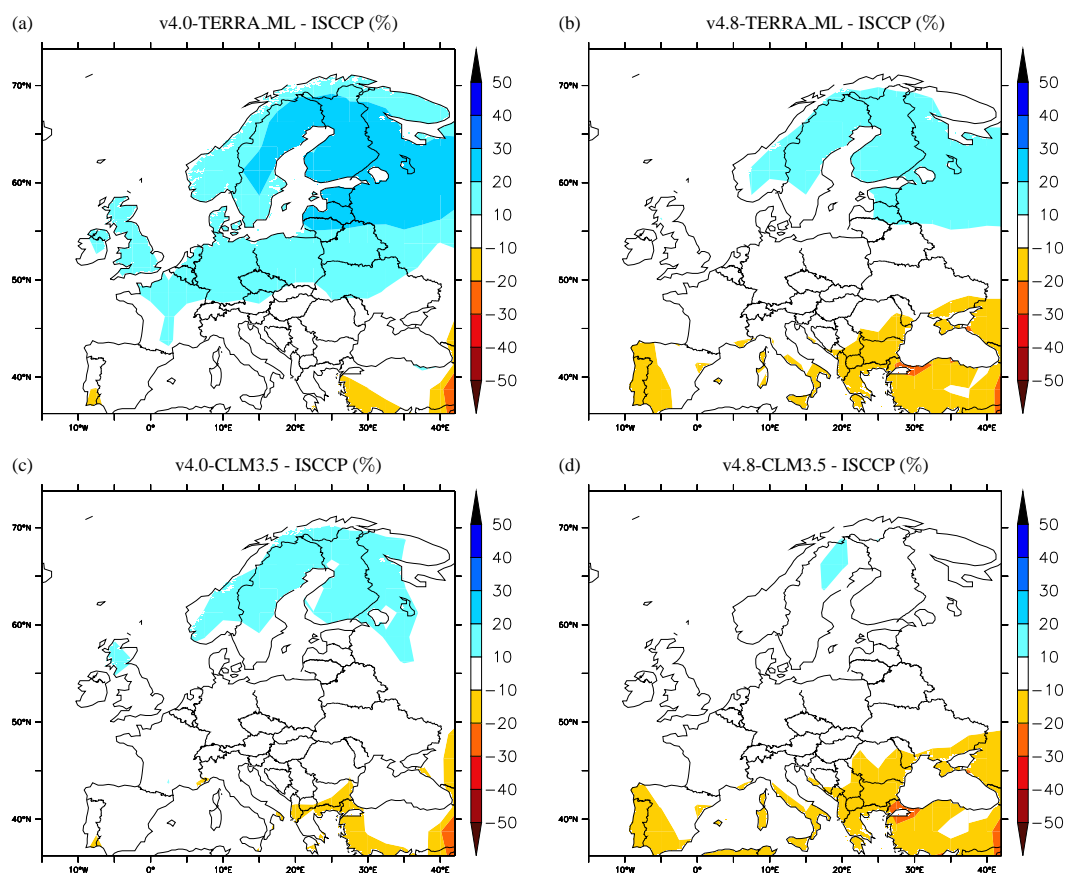 (a) v4.0-TERRA_ML - ISCCP (%)
70°N
60°N
50°N
40°N
10°W 0° 10°E 20°E 30°E 40°E
50
40
30
20
10
−10
−20
−30
−40
−50
(b) v4.8-TERRA_ML - ISCCP (%)
70°N
60°N
50°N
40°N
10°W 0° 10°E 20°E 30°E 40°E
50
40
30
20
10
−10
−20
−30
−40
−50
(c) v4.0-CLM3.5 - ISCCP (%)
70°N
60°N
50°N
40°N
10°W 0° 10°E 20°E 30°E 40°E
50
40
30
20
10
−10
−20
−30
−40
−50
(d) v4.8-CLM3.5 - ISCCP (%)
70°N
60°N
50°N
40°N
10°W 0° 10°E 20°E 30°E 40°E
50
40
30
20
10
−10
−20
−30
−40
−50